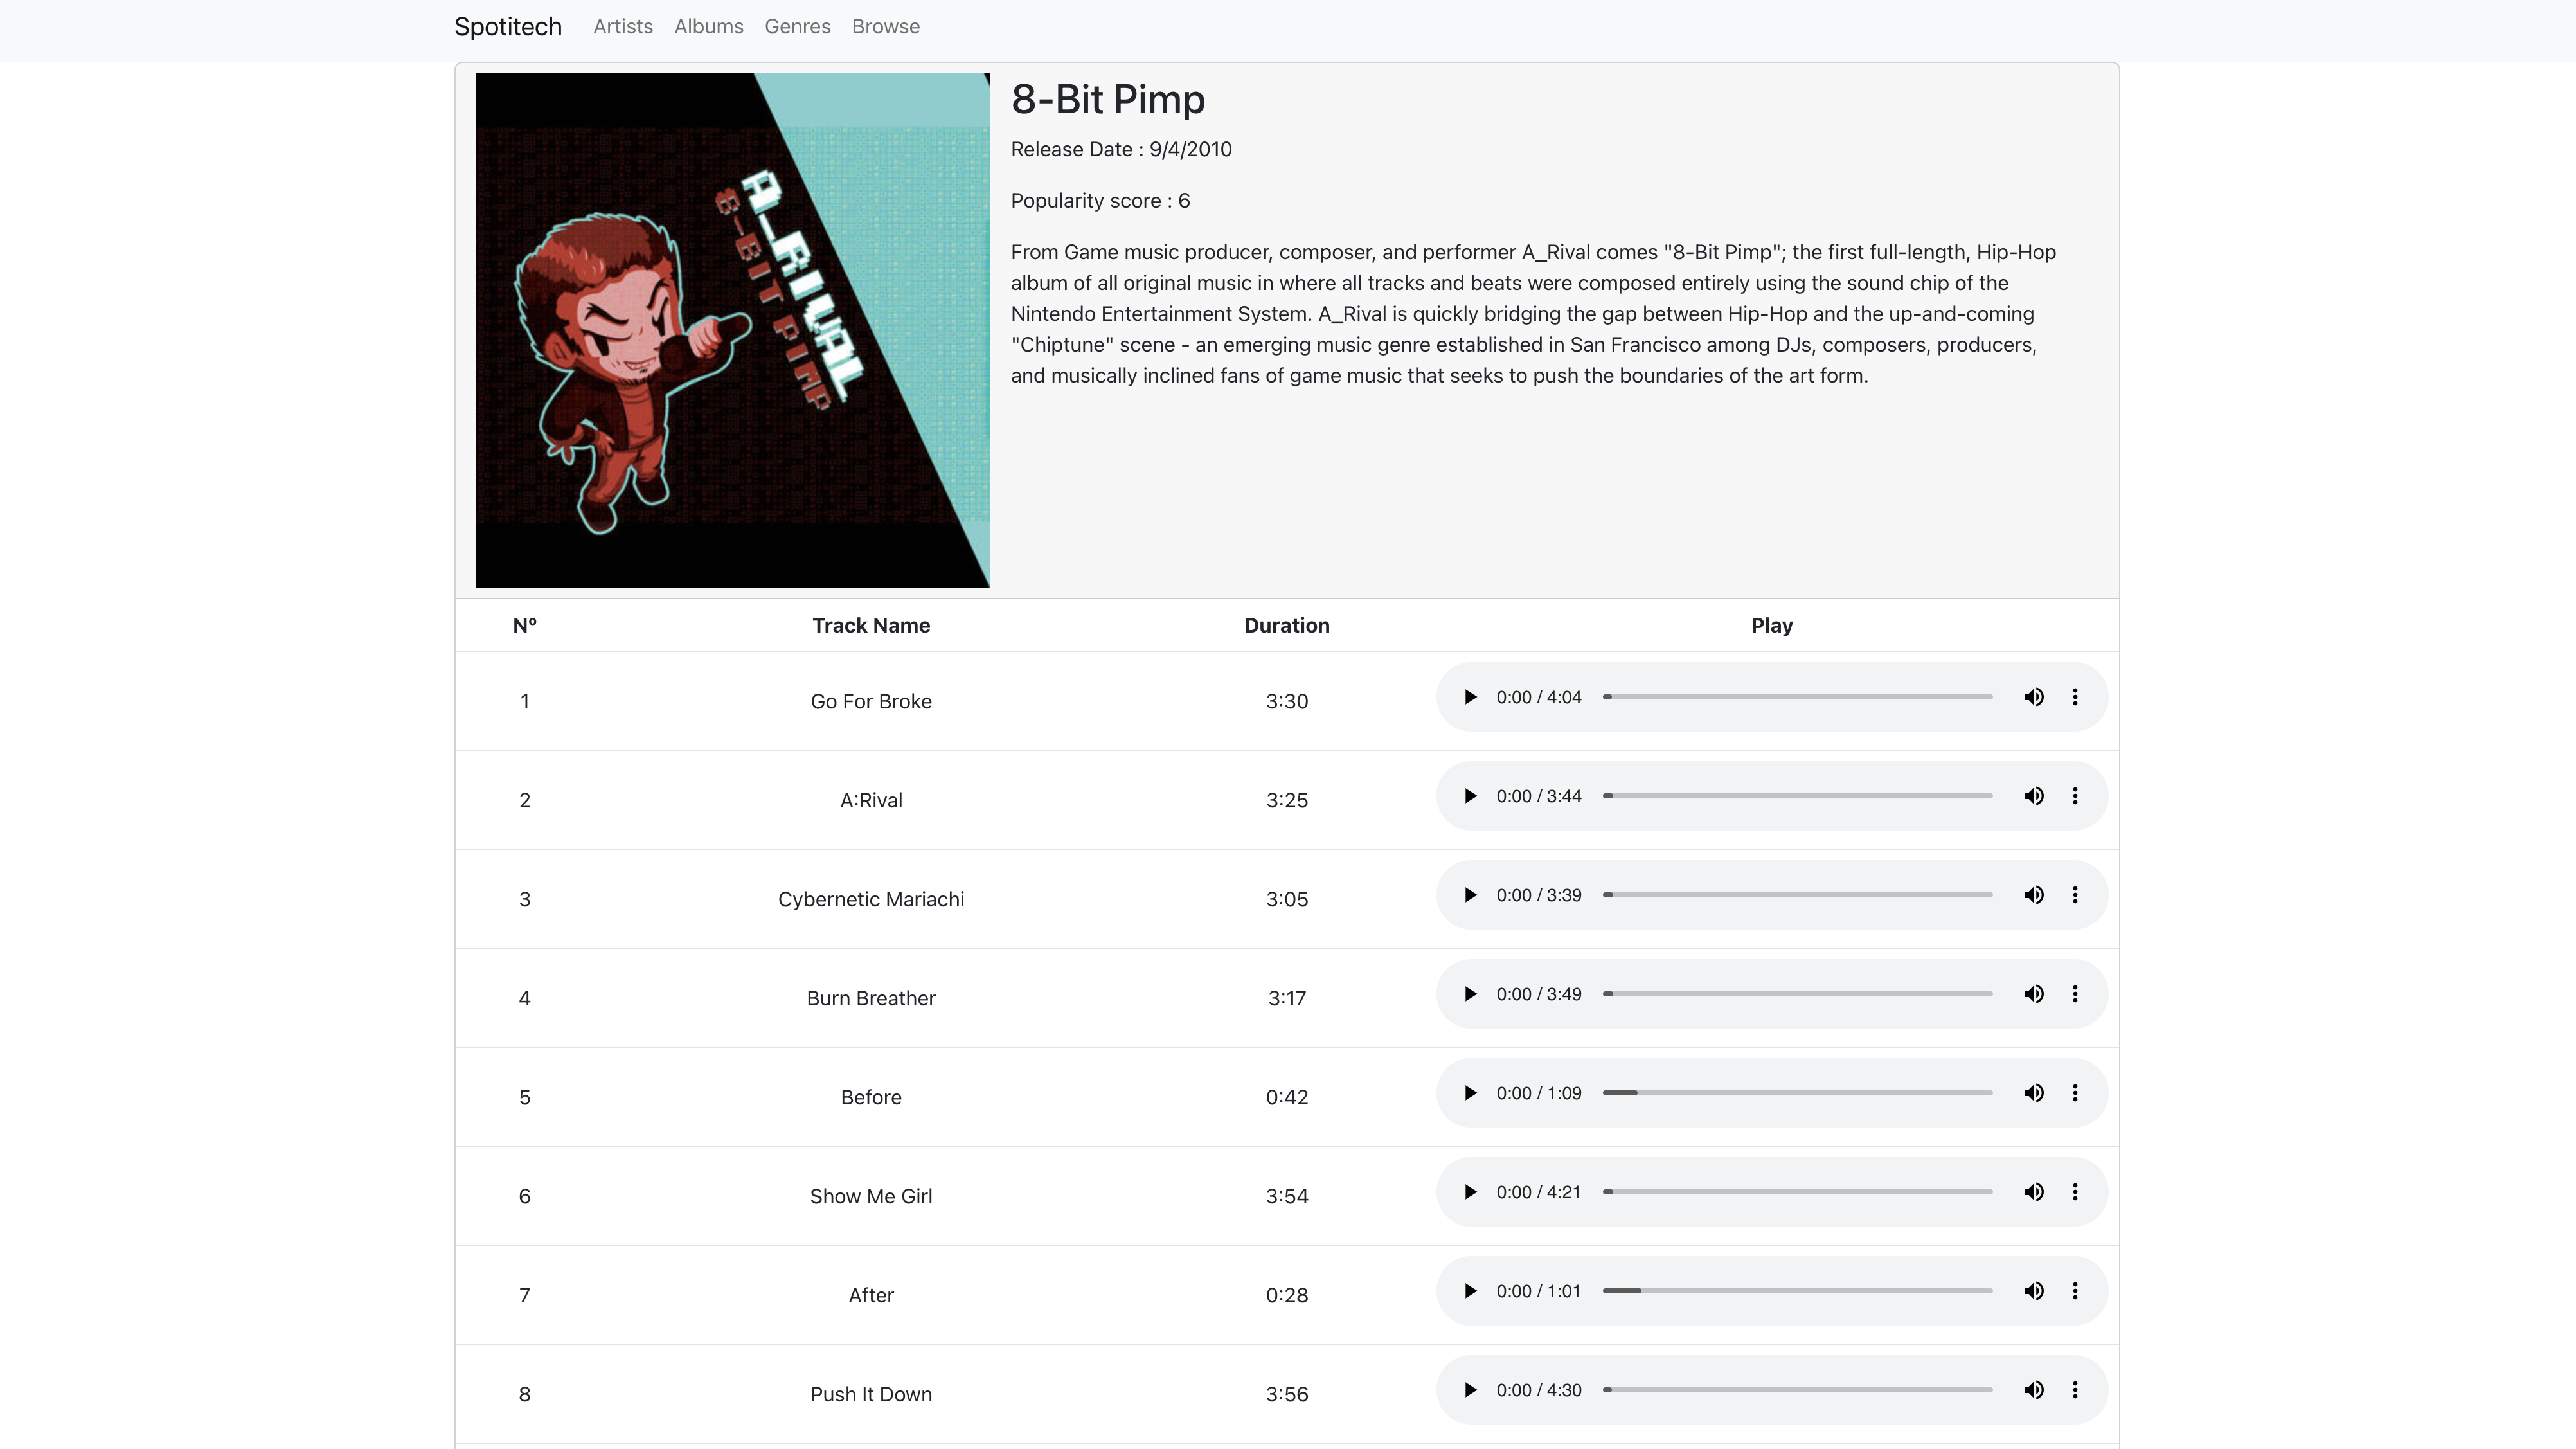 Spotitech Artists Albums Genres Browse
A_RIVAL
8-BIT PIMP
8-Bit Pimp
Release Date : 9/4/2010
Popularity score : 6
From Game music producer, composer, and performer A_Rival comes "8-Bit Pimp"; the first full-length, Hip-Hop
album of all original music in where all tracks and beats were composed entirely using the sound chip of the
Nintendo Entertainment System. A_Rival is quickly bridging the gap between Hip-Hop and the up-and-coming
"Chiptune" scene - an emerging music genre established in San Francisco among DJs, composers, producers,
and musically inclined fans of game music that seeks to push the boundaries of the art form.
Nº Track Name Duration Play
1 Go For Broke 3:30 0:00 / 4:04
2 A:Rival 3:25 0:00 / 3:44
3 Cybernetic Mariachi 3:05 0:00 / 3:39
4 Burn Breather 3:17 0:00 / 3:49
5 Before 0:42 0:00 / 1:09
6 Show Me Girl 3:54 0:00 / 4:21
7 After 0:28 0:00 / 1:01
8 Push It Down 3:56 0:00 / 4:30